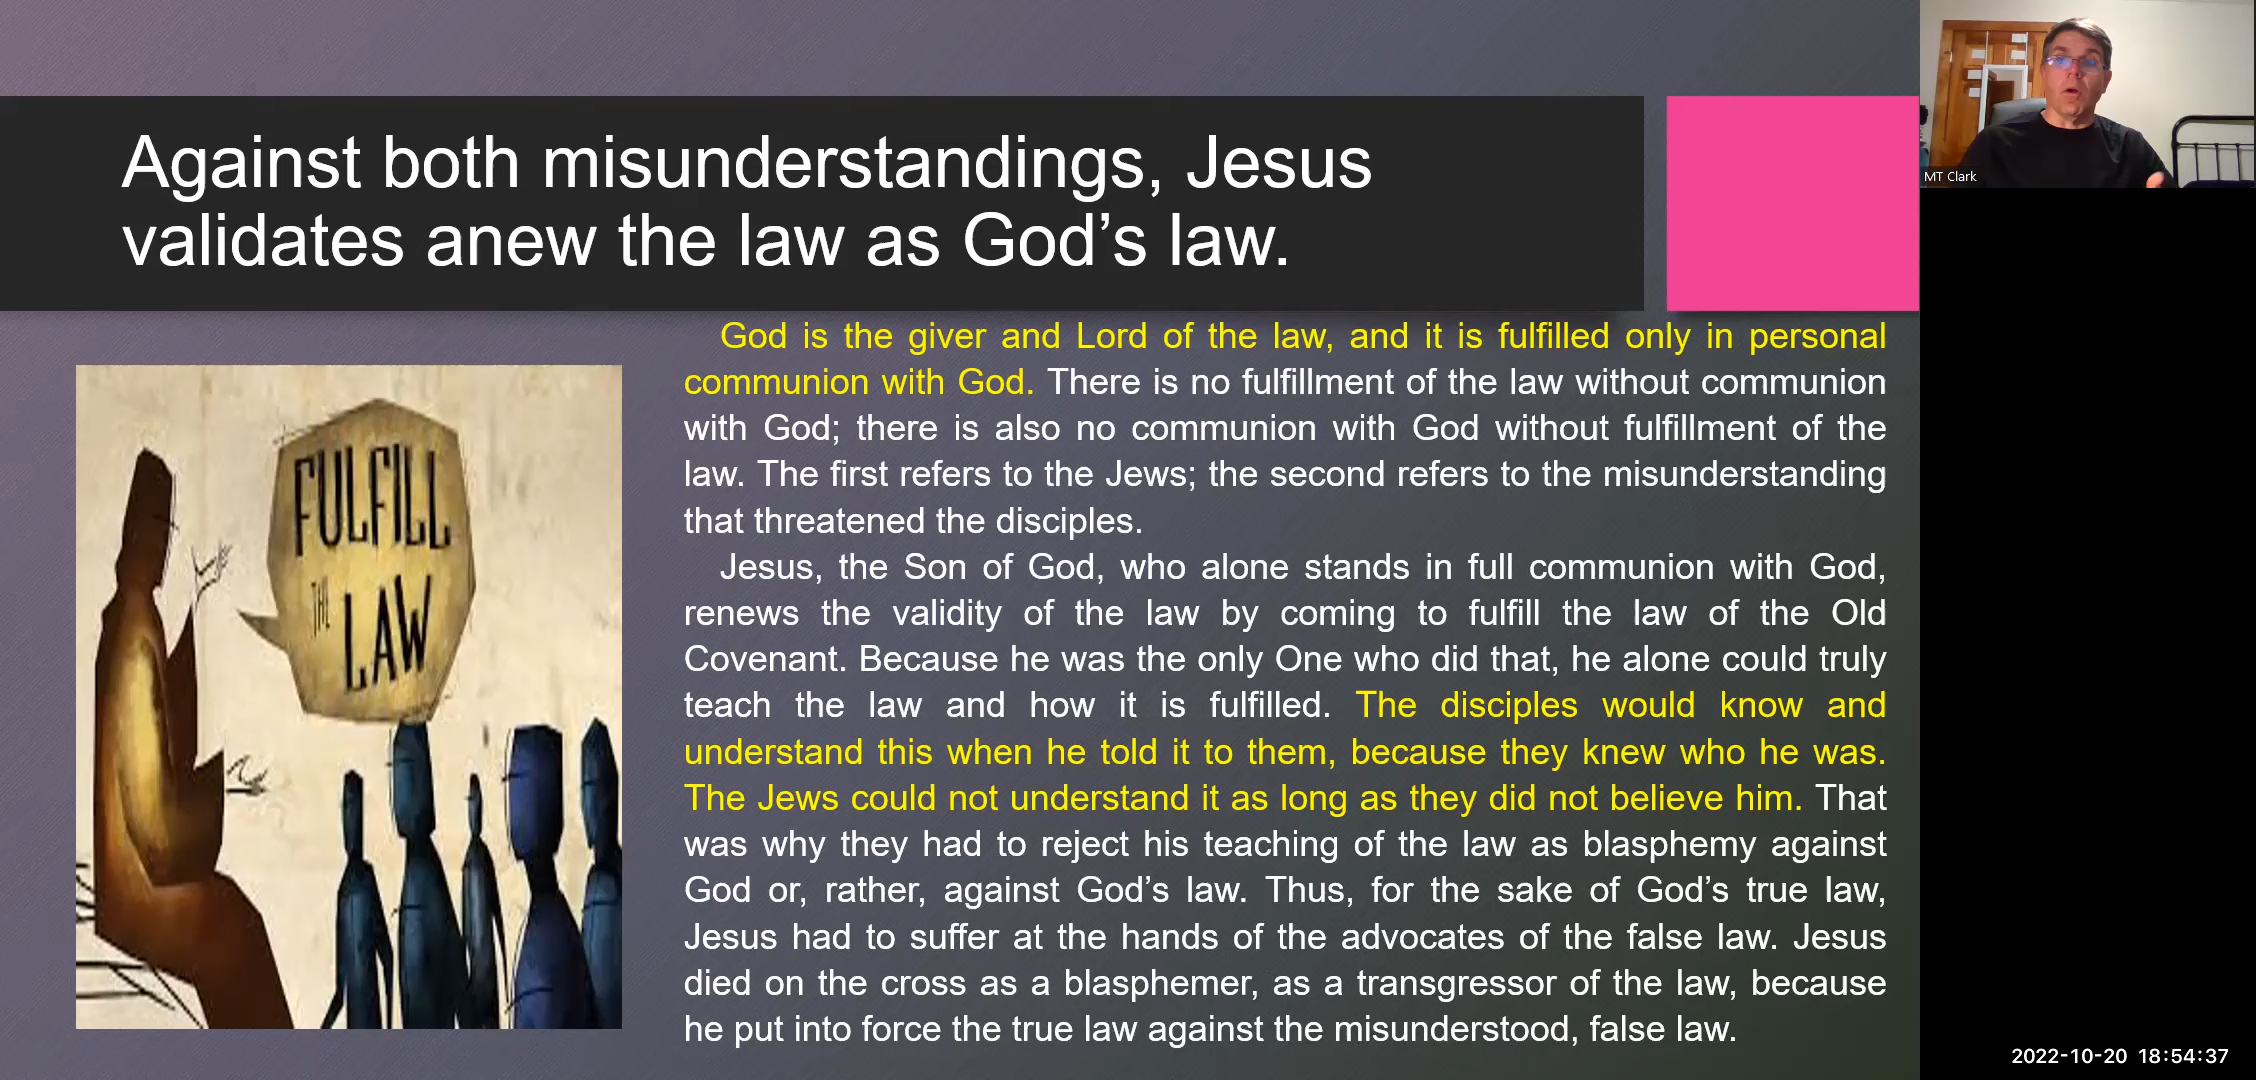 Against both misunderstandings, Jesus
validates anew the law as God’s law.
MT Clark
God is the giver and Lord of the law, and it is fulfilled only in personal
communion with God. There is no fulfillment of the law without communion
with God; there is also no communion with God without fulfillment of the
law. The first refers to the Jews; the second refers to the misunderstanding
that threatened the disciples.
Jesus, the Son of God, who alone stands in full communion with God,
renews the validity of the law by coming to fulfill the law of the Old
Covenant. Because he was the only One who did that, he alone could truly
teach the law and how it is fulfilled. The disciples would know and
understand this when he told it to them, because they knew who he was.
The Jews could not understand it as long as they did not believe him. That
was why they had to reject his teaching of the law as blasphemy against
God or, rather, against God’s law. Thus, for the sake of God’s true law,
Jesus had to suffer at the hands of the advocates of the false law. Jesus
died on the cross as a blasphemer, as a transgressor of the law, because
he put into force the true law against the misunderstood, false law.
FULFILL
THE
LAW
2022-10-20 18:54:37